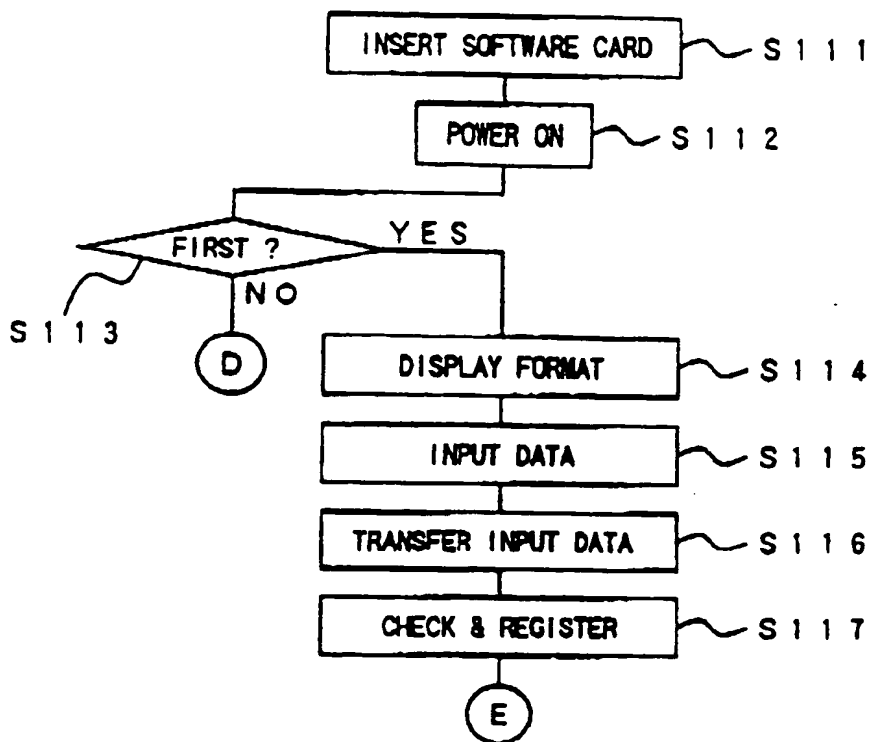 INSERT SOFTWARE CARD S111
POWER ON S112
FIRST ? YES
NO
S113
D
DISPLAY FORMAT S114
INPUT DATA S115
TRANSFER INPUT DATA S116
CHECK & REGISTER S117
E